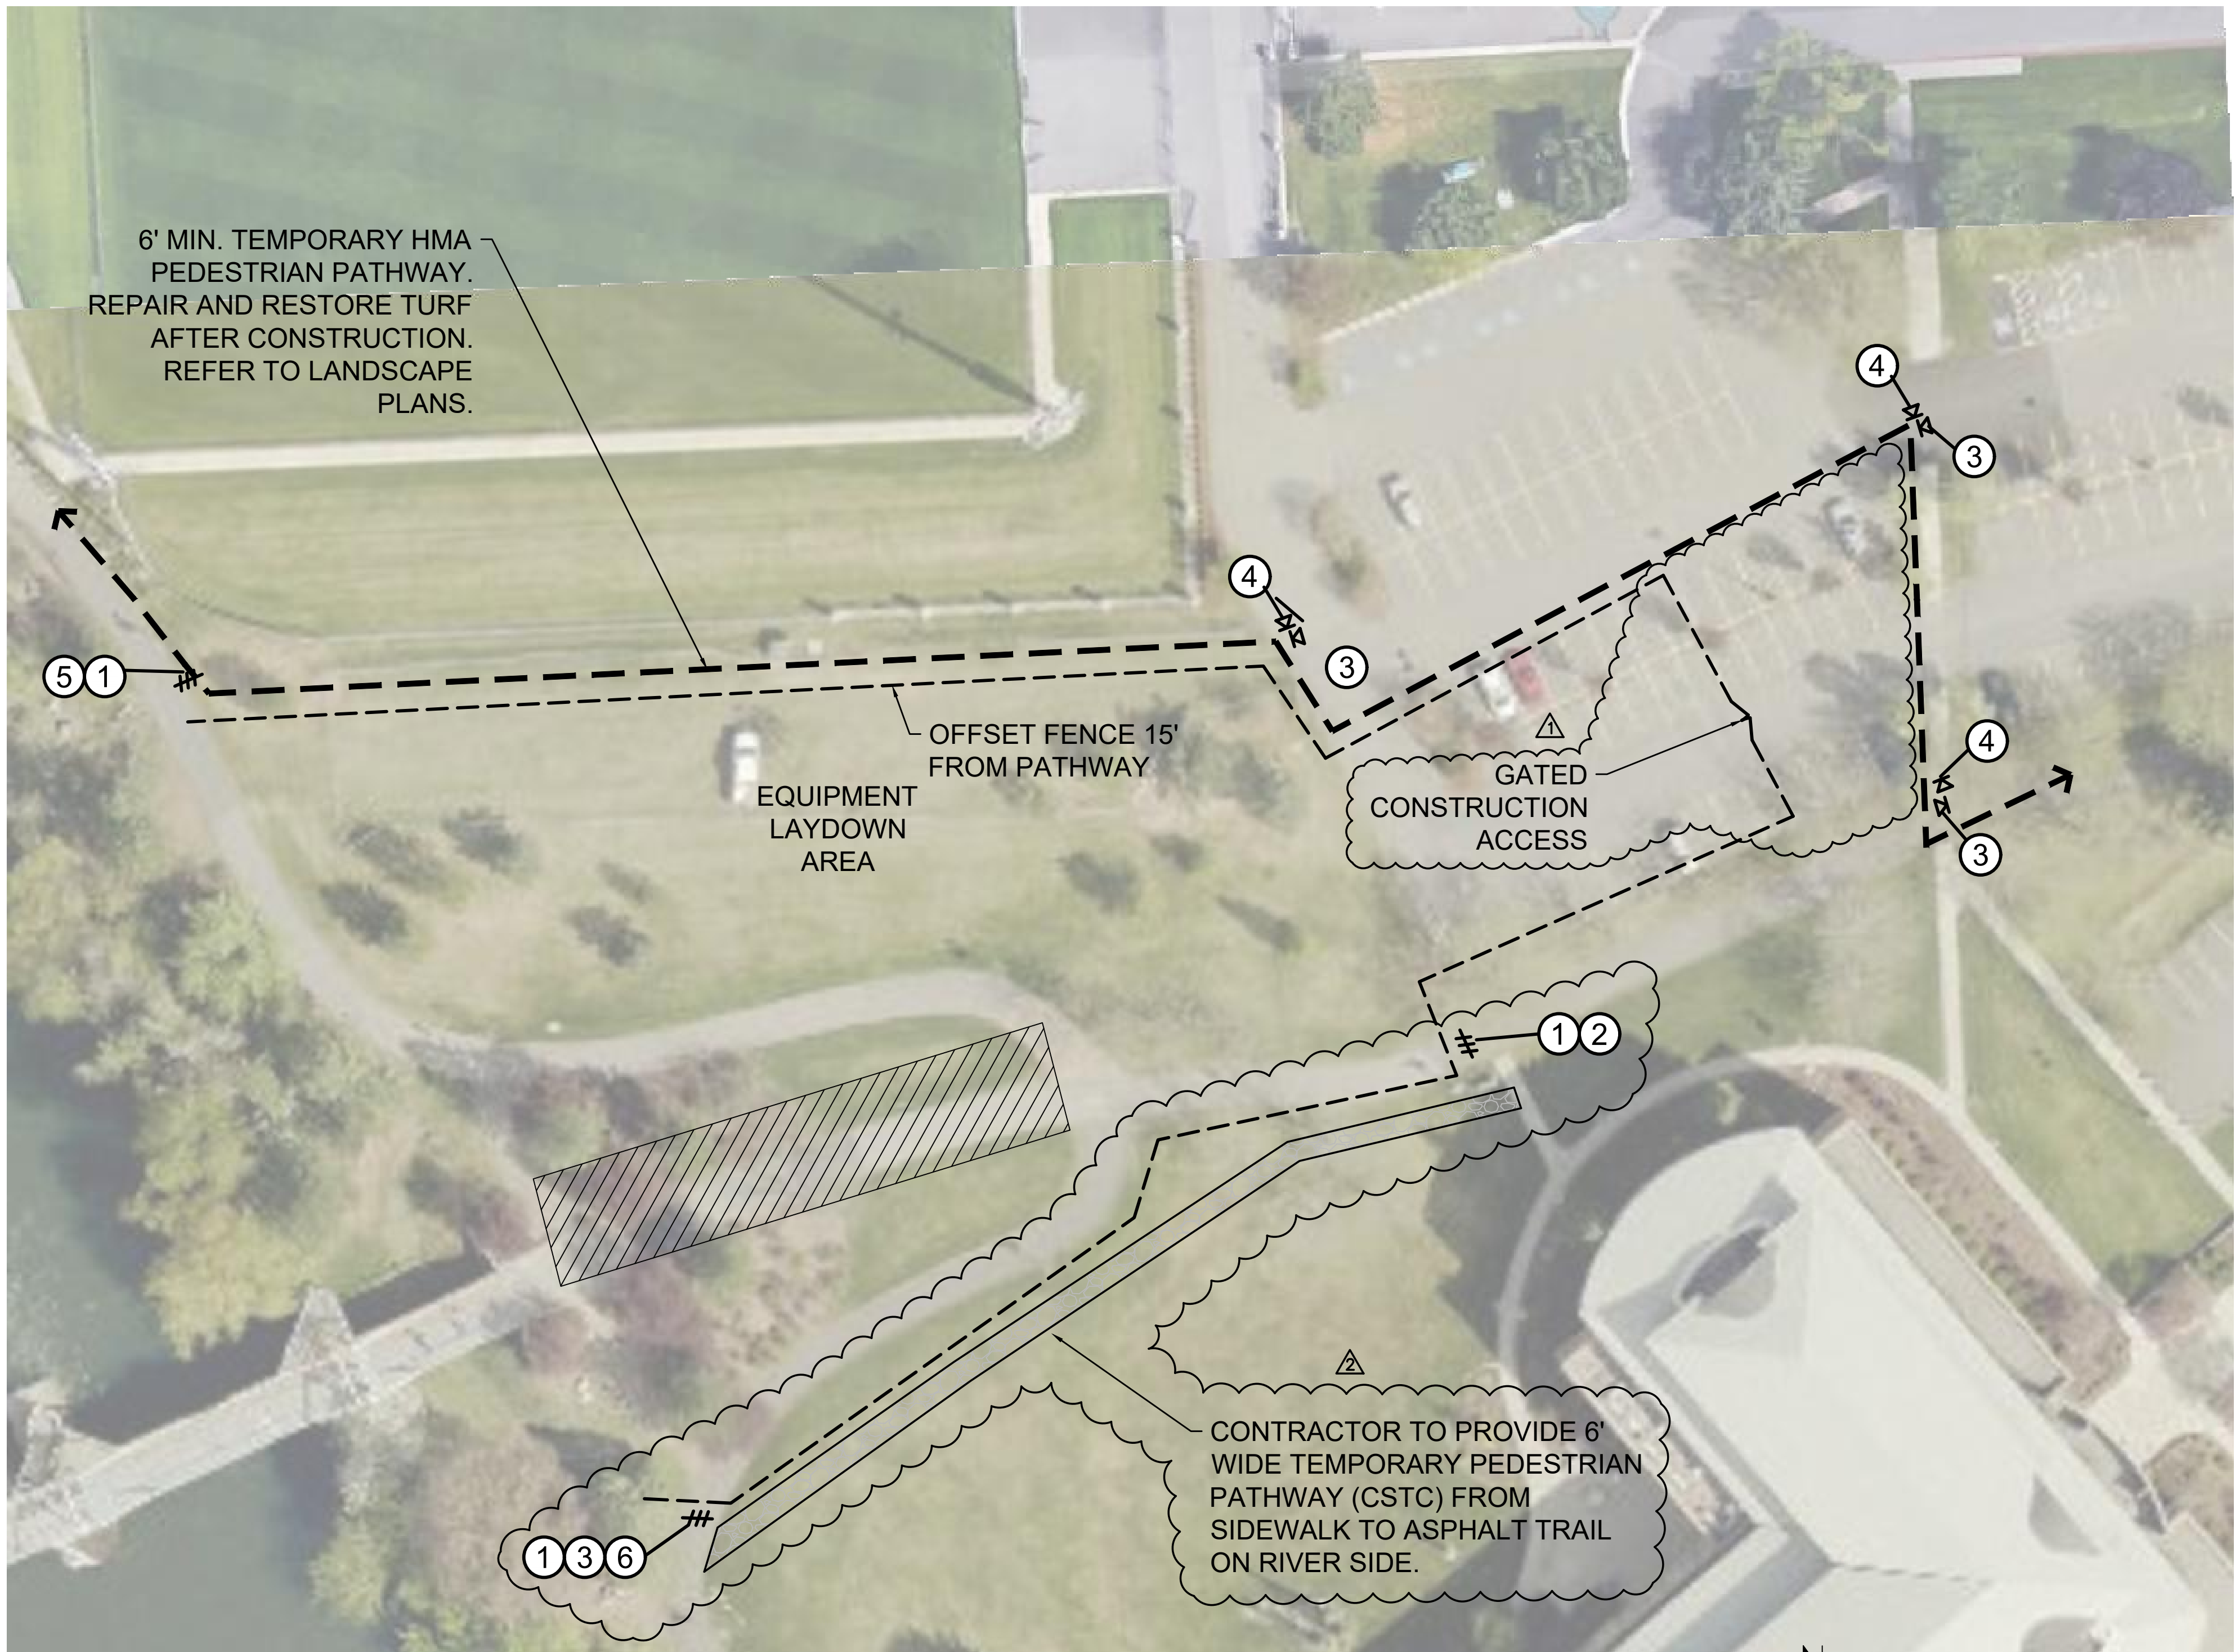 6' MIN. TEMPORARY HMA
PEDESTRIAN PATHWAY.
REPAIR AND RESTORE TURF
AFTER CONSTRUCTION.
REFER TO LANDSCAPE
PLANS.
4
3
4
3
5 1
OFFSET FENCE 15'
FROM PATHWAY
1
4
GATED
CONSTRUCTION
ACCESS
3
EQUIPMENT
LAYDOWN
AREA
1 2
2
CONTRACTOR TO PROVIDE 6'
WIDE TEMPORARY PEDESTRIAN
PATHWAY (CSTC) FROM
SIDEWALK TO ASPHALT TRAIL
ON RIVER SIDE.
1 3 6